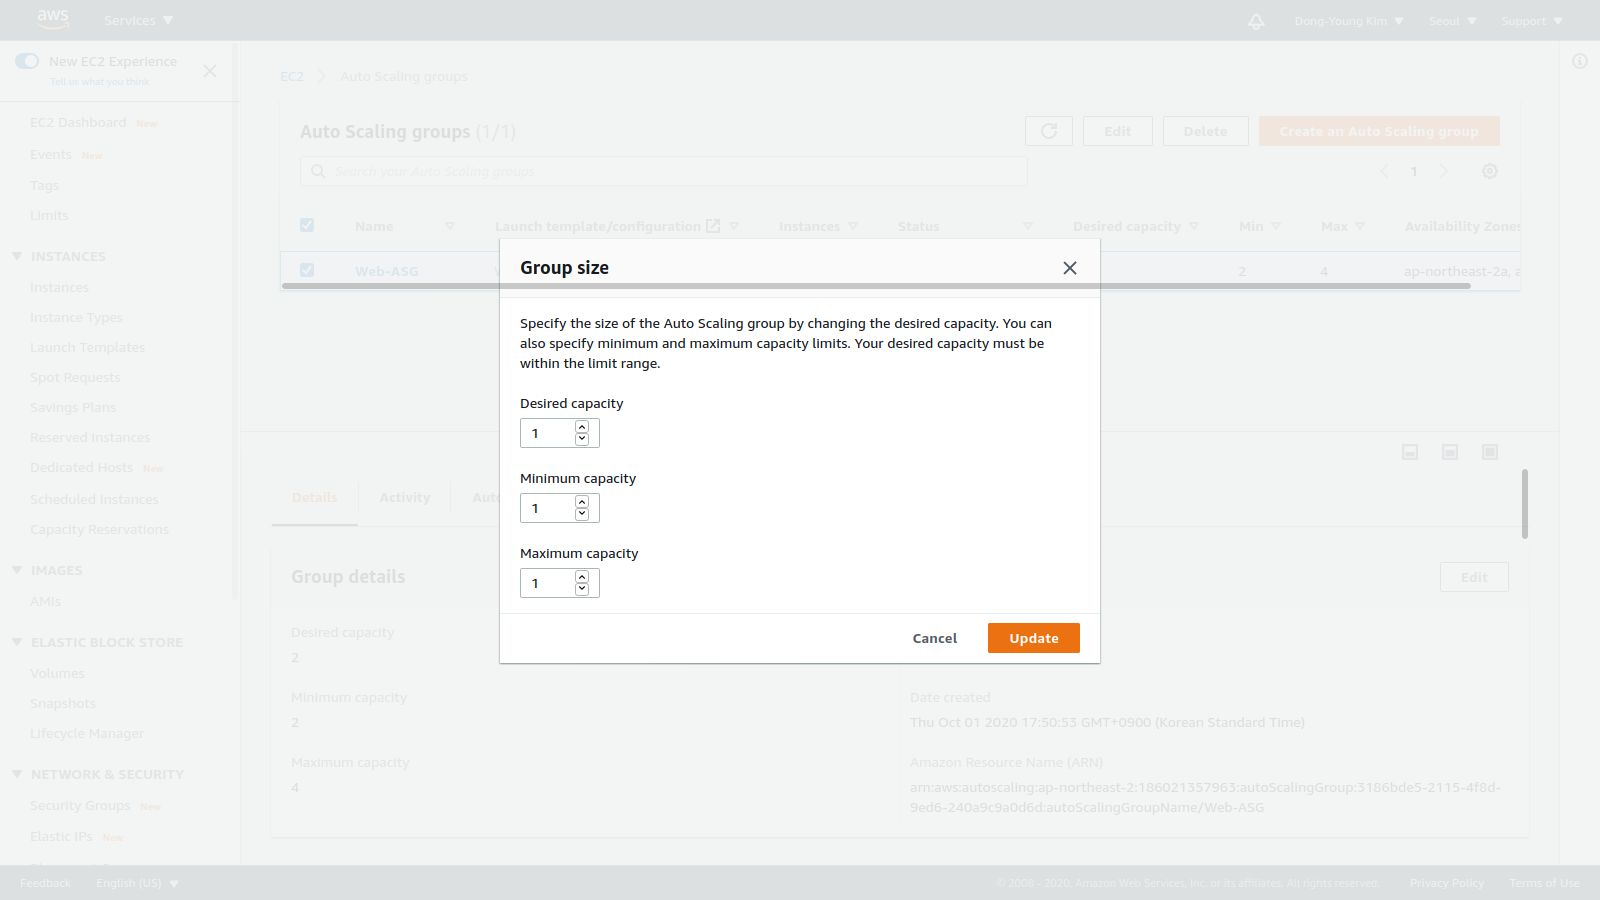 aws
Services
Dong-Young Kim
Seoul
Support
New EC2 Experience
Tell us what you think
EC2 Dashboard New
Events New
Tags
Limits
INSTANCES
Instances
Instance Types
Launch Templates
Spot Requests
Savings Plans
Reserved Instances
Dedicated Hosts New
Scheduled Instances
Capacity Reservations
IMAGES
AMIs
ELASTIC BLOCK STORE
Volumes
Snapshots
Lifecycle Manager
NETWORK & SECURITY
Security Groups New
Elastic IPs New
EC2 Auto Scaling groups
Auto Scaling groups (1/1)
Edit
Delete
Create an Auto Scaling group
Search your Auto Scaling groups
1
Name Launch template/configuration Instances Status Desired capacity Min Max Availability Zones
Web-ASG 2 4 ap-northeast-2a, a
Group size
Specify the size of the Auto Scaling group by changing the desired capacity. You can
also specify minimum and maximum capacity limits. Your desired capacity must be
within the limit range.
Desired capacity
1
Minimum capacity
1
Maximum capacity
1
Cancel
Update
Details
Activity
Auto
Group details
Edit
Desired capacity
2
Minimum capacity
2
Maximum capacity
4
Date created
Thu Oct 01 2020 17:50:53 GMT+0900 (Korean Standard Time)
Amazon Resource Name (ARN)
arn:aws:autoscaling:ap-northeast-2:186021357963:autoScalingGroup:3186bde5-2115-4f8d-
9ed6-240a9c9a0d6d:autoScalingGroupName/Web-ASG
Feedback
English (US)
© 2008 - 2020, Amazon Web Services, Inc. or its affiliates. All rights reserved.
Privacy Policy
Terms of Use